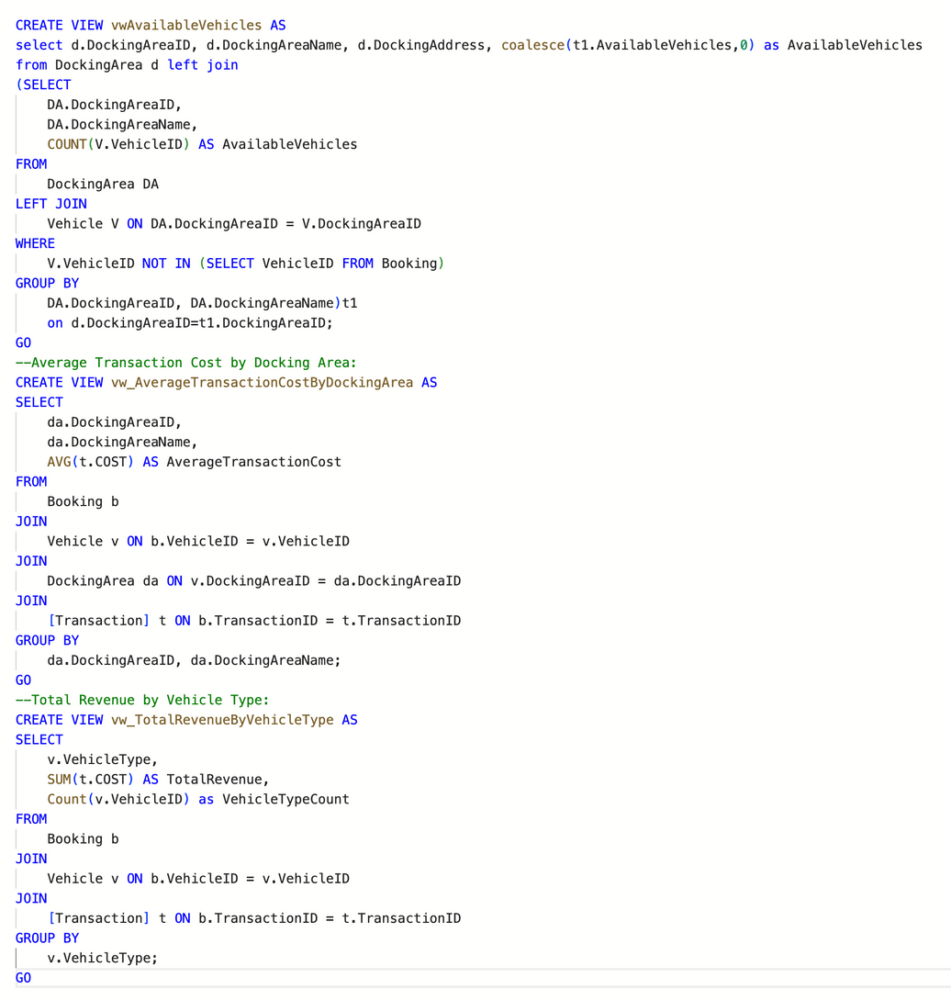 CREATE VIEW vwAvailableVehicles AS
select d.DockingAreaID, d.DockingAreaName, d.DockingAddress, coalesce(t1.AvailableVehicles,0) as AvailableVehicles
from DockingArea d left join
(SELECT
    DA.DockingAreaID,
    DA.DockingAreaName,
    COUNT(V.VehicleID) AS AvailableVehicles
FROM
    DockingArea DA
LEFT JOIN
    Vehicle V ON DA.DockingAreaID = V.DockingAreaID
WHERE
    V.VehicleID NOT IN (SELECT VehicleID FROM Booking)
GROUP BY
    DA.DockingAreaID, DA.DockingAreaName)t1
    on d.DockingAreaID=t1.DockingAreaID;
GO
--Average Transaction Cost by Docking Area:
CREATE VIEW vw_AverageTransactionCostByDockingArea AS
SELECT
    da.DockingAreaID,
    da.DockingAreaName,
    AVG(t.COST) AS AverageTransactionCost
FROM
    Booking b
JOIN
    Vehicle v ON b.VehicleID = v.VehicleID
JOIN
    DockingArea da ON v.DockingAreaID = da.DockingAreaID
JOIN
    [Transaction] t ON b.TransactionID = t.TransactionID
GROUP BY
    da.DockingAreaID, da.DockingAreaName;
GO
--Total Revenue by Vehicle Type:
CREATE VIEW vw_TotalRevenueByVehicleType AS
SELECT
    v.VehicleType,
    SUM(t.COST) AS TotalRevenue,
    Count(v.VehicleID) as VehicleTypeCount
FROM
    Booking b
JOIN
    Vehicle v ON b.VehicleID = v.VehicleID
JOIN
    [Transaction] t ON b.TransactionID = t.TransactionID
GROUP BY
    v.VehicleType;
GO